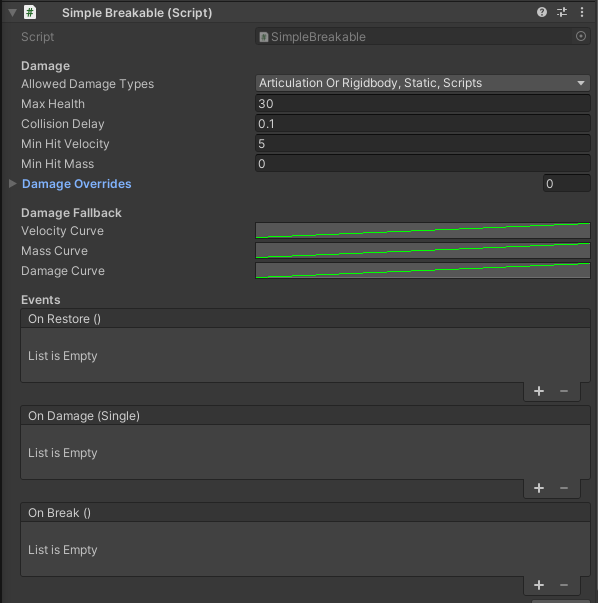 Simple Breakable (Script)
Script SimpleBreakable
Damage
Allowed Damage Types Articulation Or Rigidbody, Static, Scripts
Max Health 30
Collision Delay 0.1
Min Hit Velocity 5
Min Hit Mass 0
Damage Overrides 0
Damage Fallback
Velocity Curve
Mass Curve
Damage Curve
Events
On Restore ()
List is Empty
+ −
On Damage (Single)
List is Empty
+ −
On Break ()
List is Empty
+ −